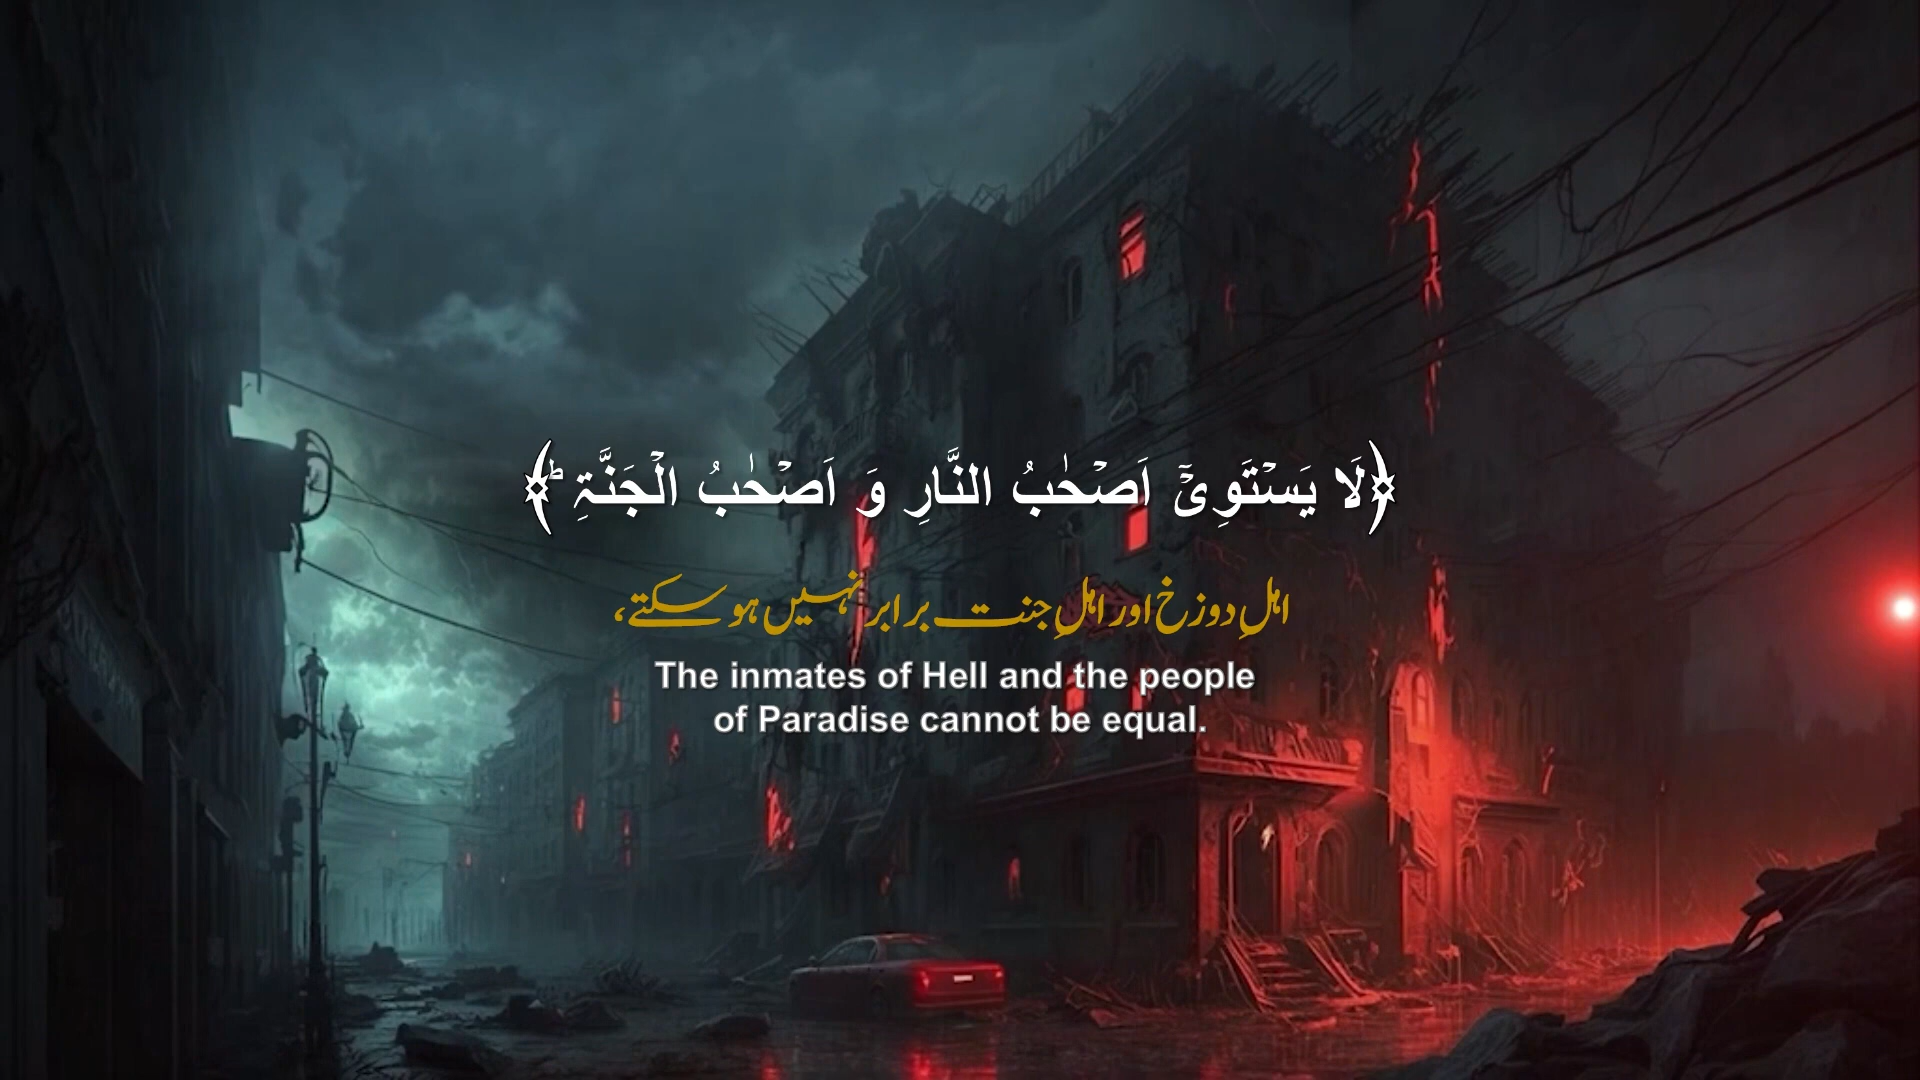 ﴿لَا يَسۡتَوِیۡۤ اَصۡحٰبُ النَّارِ وَ اَصۡحٰبُ الۡجَنَّۃِ ؕ﴾
اہلِ دوزخ اور اہلِ جنت برابر نہیں ہو سکتے،
The inmates of Hell and the people
of Paradise cannot be equal.